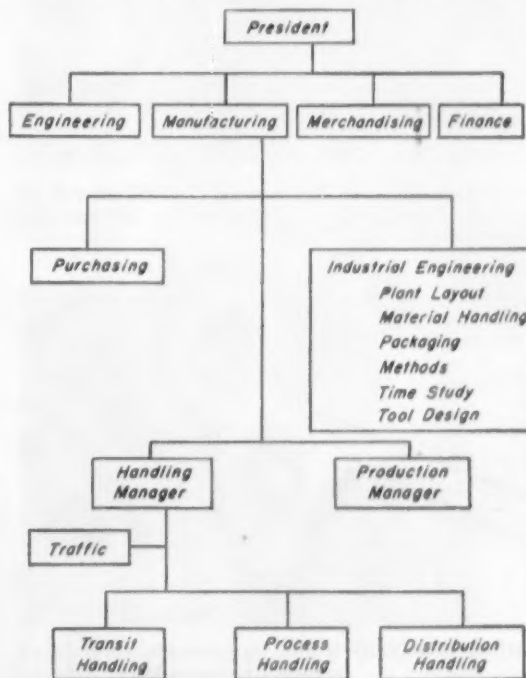 President
Engineering
Manufacturing
Merchandising
Finance
Purchasing
Industrial Engineering
Plant Layout
Material Handling
Packaging
Methods
Time Study
Tool Design
Handling
Manager
Production
Manager
Traffic
Transit
Handling
Process
Handling
Distribution
Handling